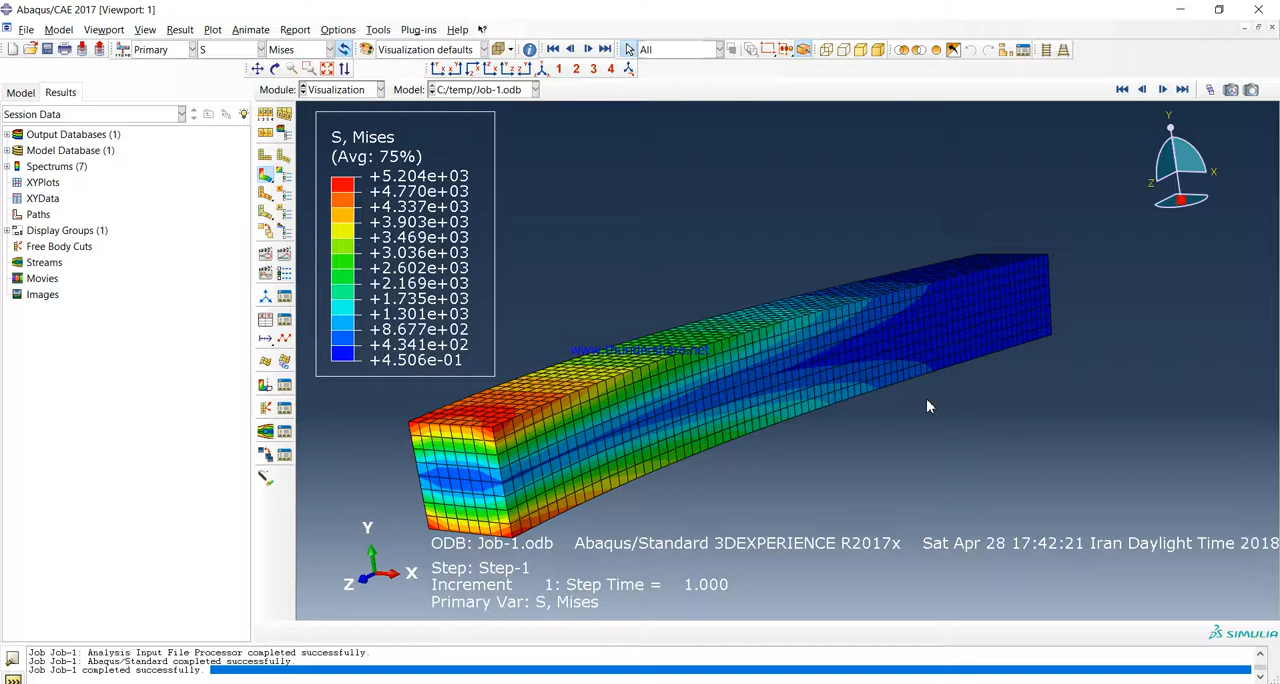 Abaqus/CAE 2017 [Viewport: 1]
File Model Viewport View Result Plot Animate Report Options Tools Plug-ins Help
Primary S Mises Visualization defaults All
1 2 3 4
Model Results Module: Visualization Model: C:/temp/Job-1.odb
Session Data
Output Databases (1)
Model Database (1)
Spectrums (7)
XYPlots
XYData
Paths
Display Groups (1)
Free Body Cuts
Streams
Movies
Images
S, Mises
(Avg: 75%)
+5.204e+03
+4.770e+03
+4.337e+03
+3.903e+03
+3.469e+03
+3.036e+03
+2.602e+03
+2.169e+03
+1.735e+03
+1.301e+03
+8.677e+02
+4.341e+02
+4.506e-01
Y
X
Z
www.thundershare.net
Y
X
Z
ODB: Job-1.odb Abaqus/Standard 3DEXPERIENCE R2017x Sat Apr 28 17:42:21 Iran Daylight Time 2018
Step: Step-1
Increment 1: Step Time = 1.000
Primary Var: S, Mises
SIMULIA
Job Job-1: Analysis Input File Processor completed successfully.
Job Job-1: Abaqus/Standard completed successfully.
Job Job-1 completed successfully.
>>>